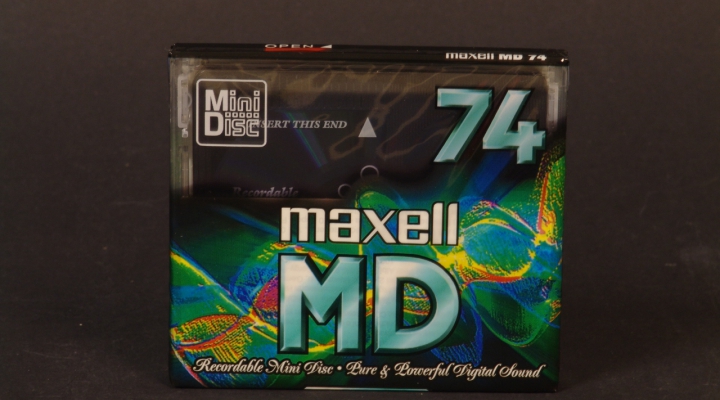 OPEN
maxell MD 74
Mini
Disc
INSERT THIS END
74
Recordable
maxell
MD
Recordable Mini Disc • Pure & Powerful Digital Sound